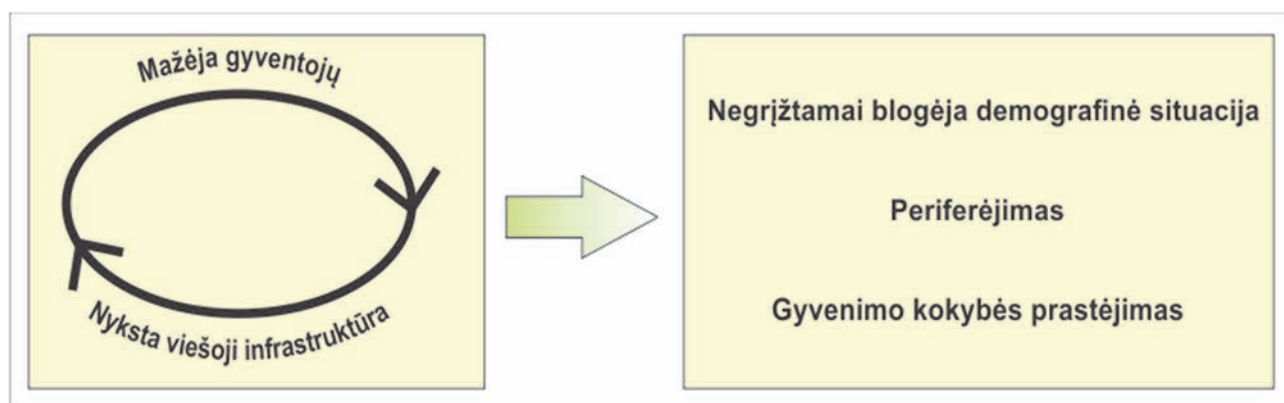 Mažėja gyventojų
Nyksta viešoji infrastruktūra
Negrįžtamai blogėja demografinė situacija
Periferėjimas
Gyvenimo kokybės prastėjimas